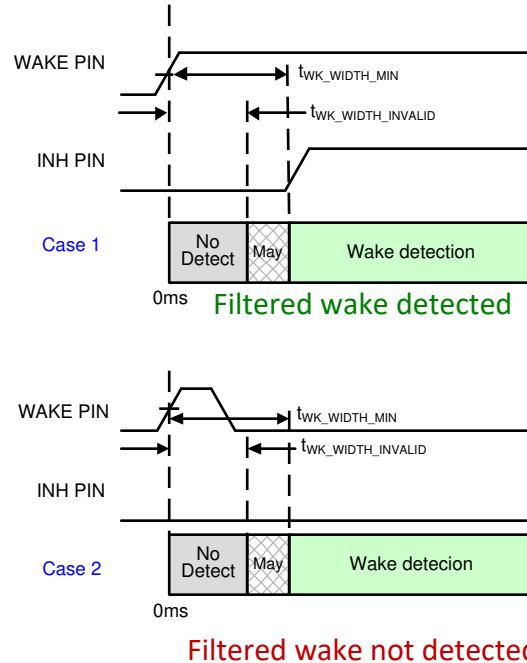 WAKE PIN
tWK_WIDTH_MIN
tWK_WIDTH_INVALID
INH PIN
Case 1
No
Detect
May
Wake detection
0ms
Filtered wake detected
WAKE PIN
tWK_WIDTH_MIN
tWK_WIDTH_INVALID
INH PIN
Case 2
No
Detect
May
Wake detecion
0ms
Filtered wake not detected